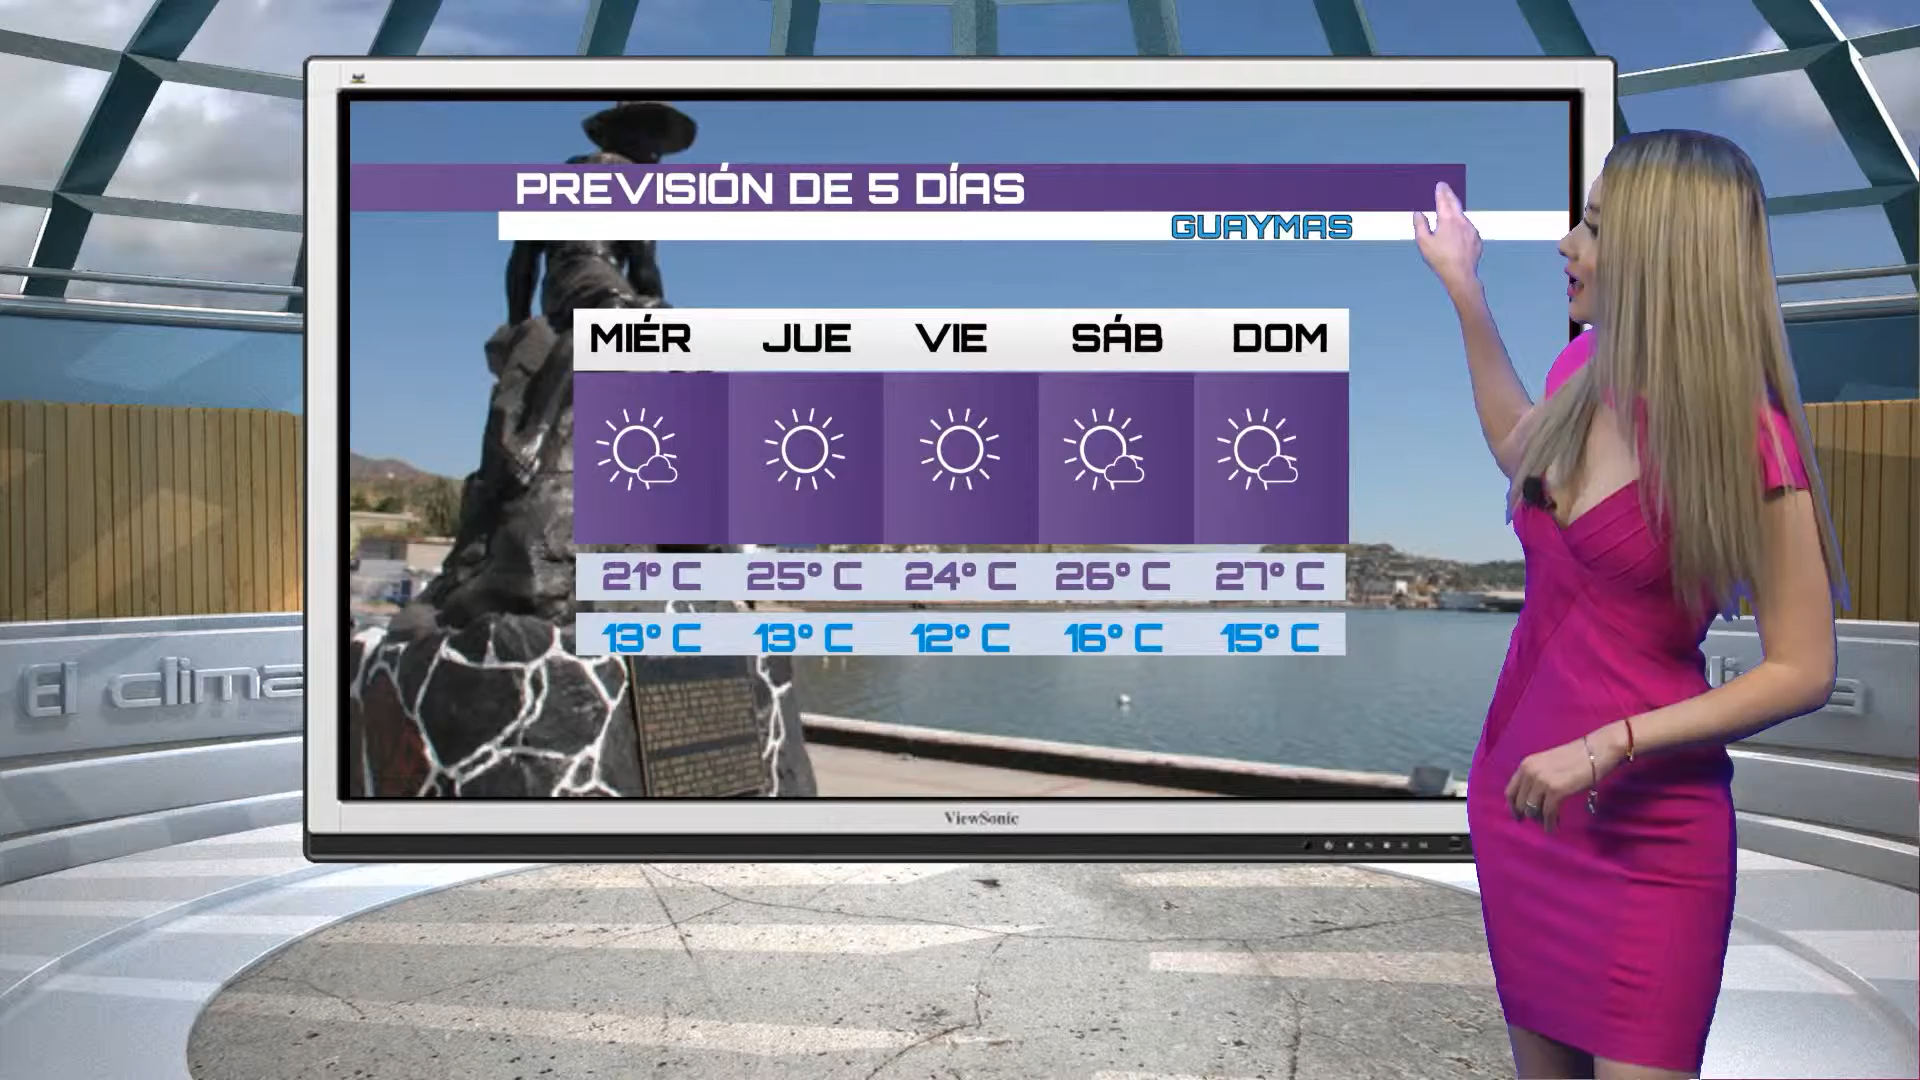 PREVISIÓN DE 5 DÍAS
GUAYMAS
MIÉR JUE VIE SÁB DOM
21° C 25° C 24° C 26° C 27° C
13° C 13° C 12° C 16° C 15° C
El clima
ViewSonic